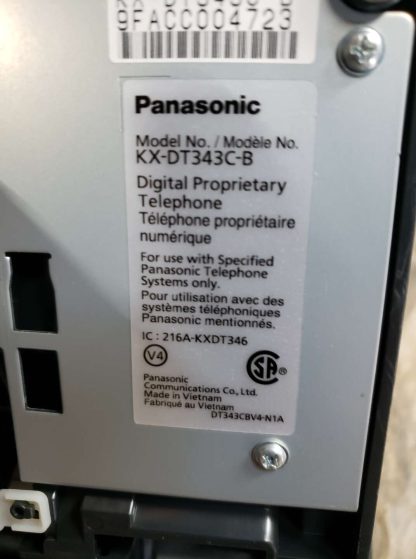 9FACC004723
Panasonic
Model No. / Modèle No.
KX-DT343C-B
Digital Proprietary
Telephone
Téléphone propriétaire
numérique
For use with Specified
Panasonic Telephone
Systems only.
Pour utilisation avec des
systèmes téléphoniques
Panasonic mentionnés.
IC : 216A-KXDT346
V4
SA ®
Panasonic
Communications Co., Ltd.
Made in Vietnam
Fabriqué au Vietnam
DT343CBV4-N1A